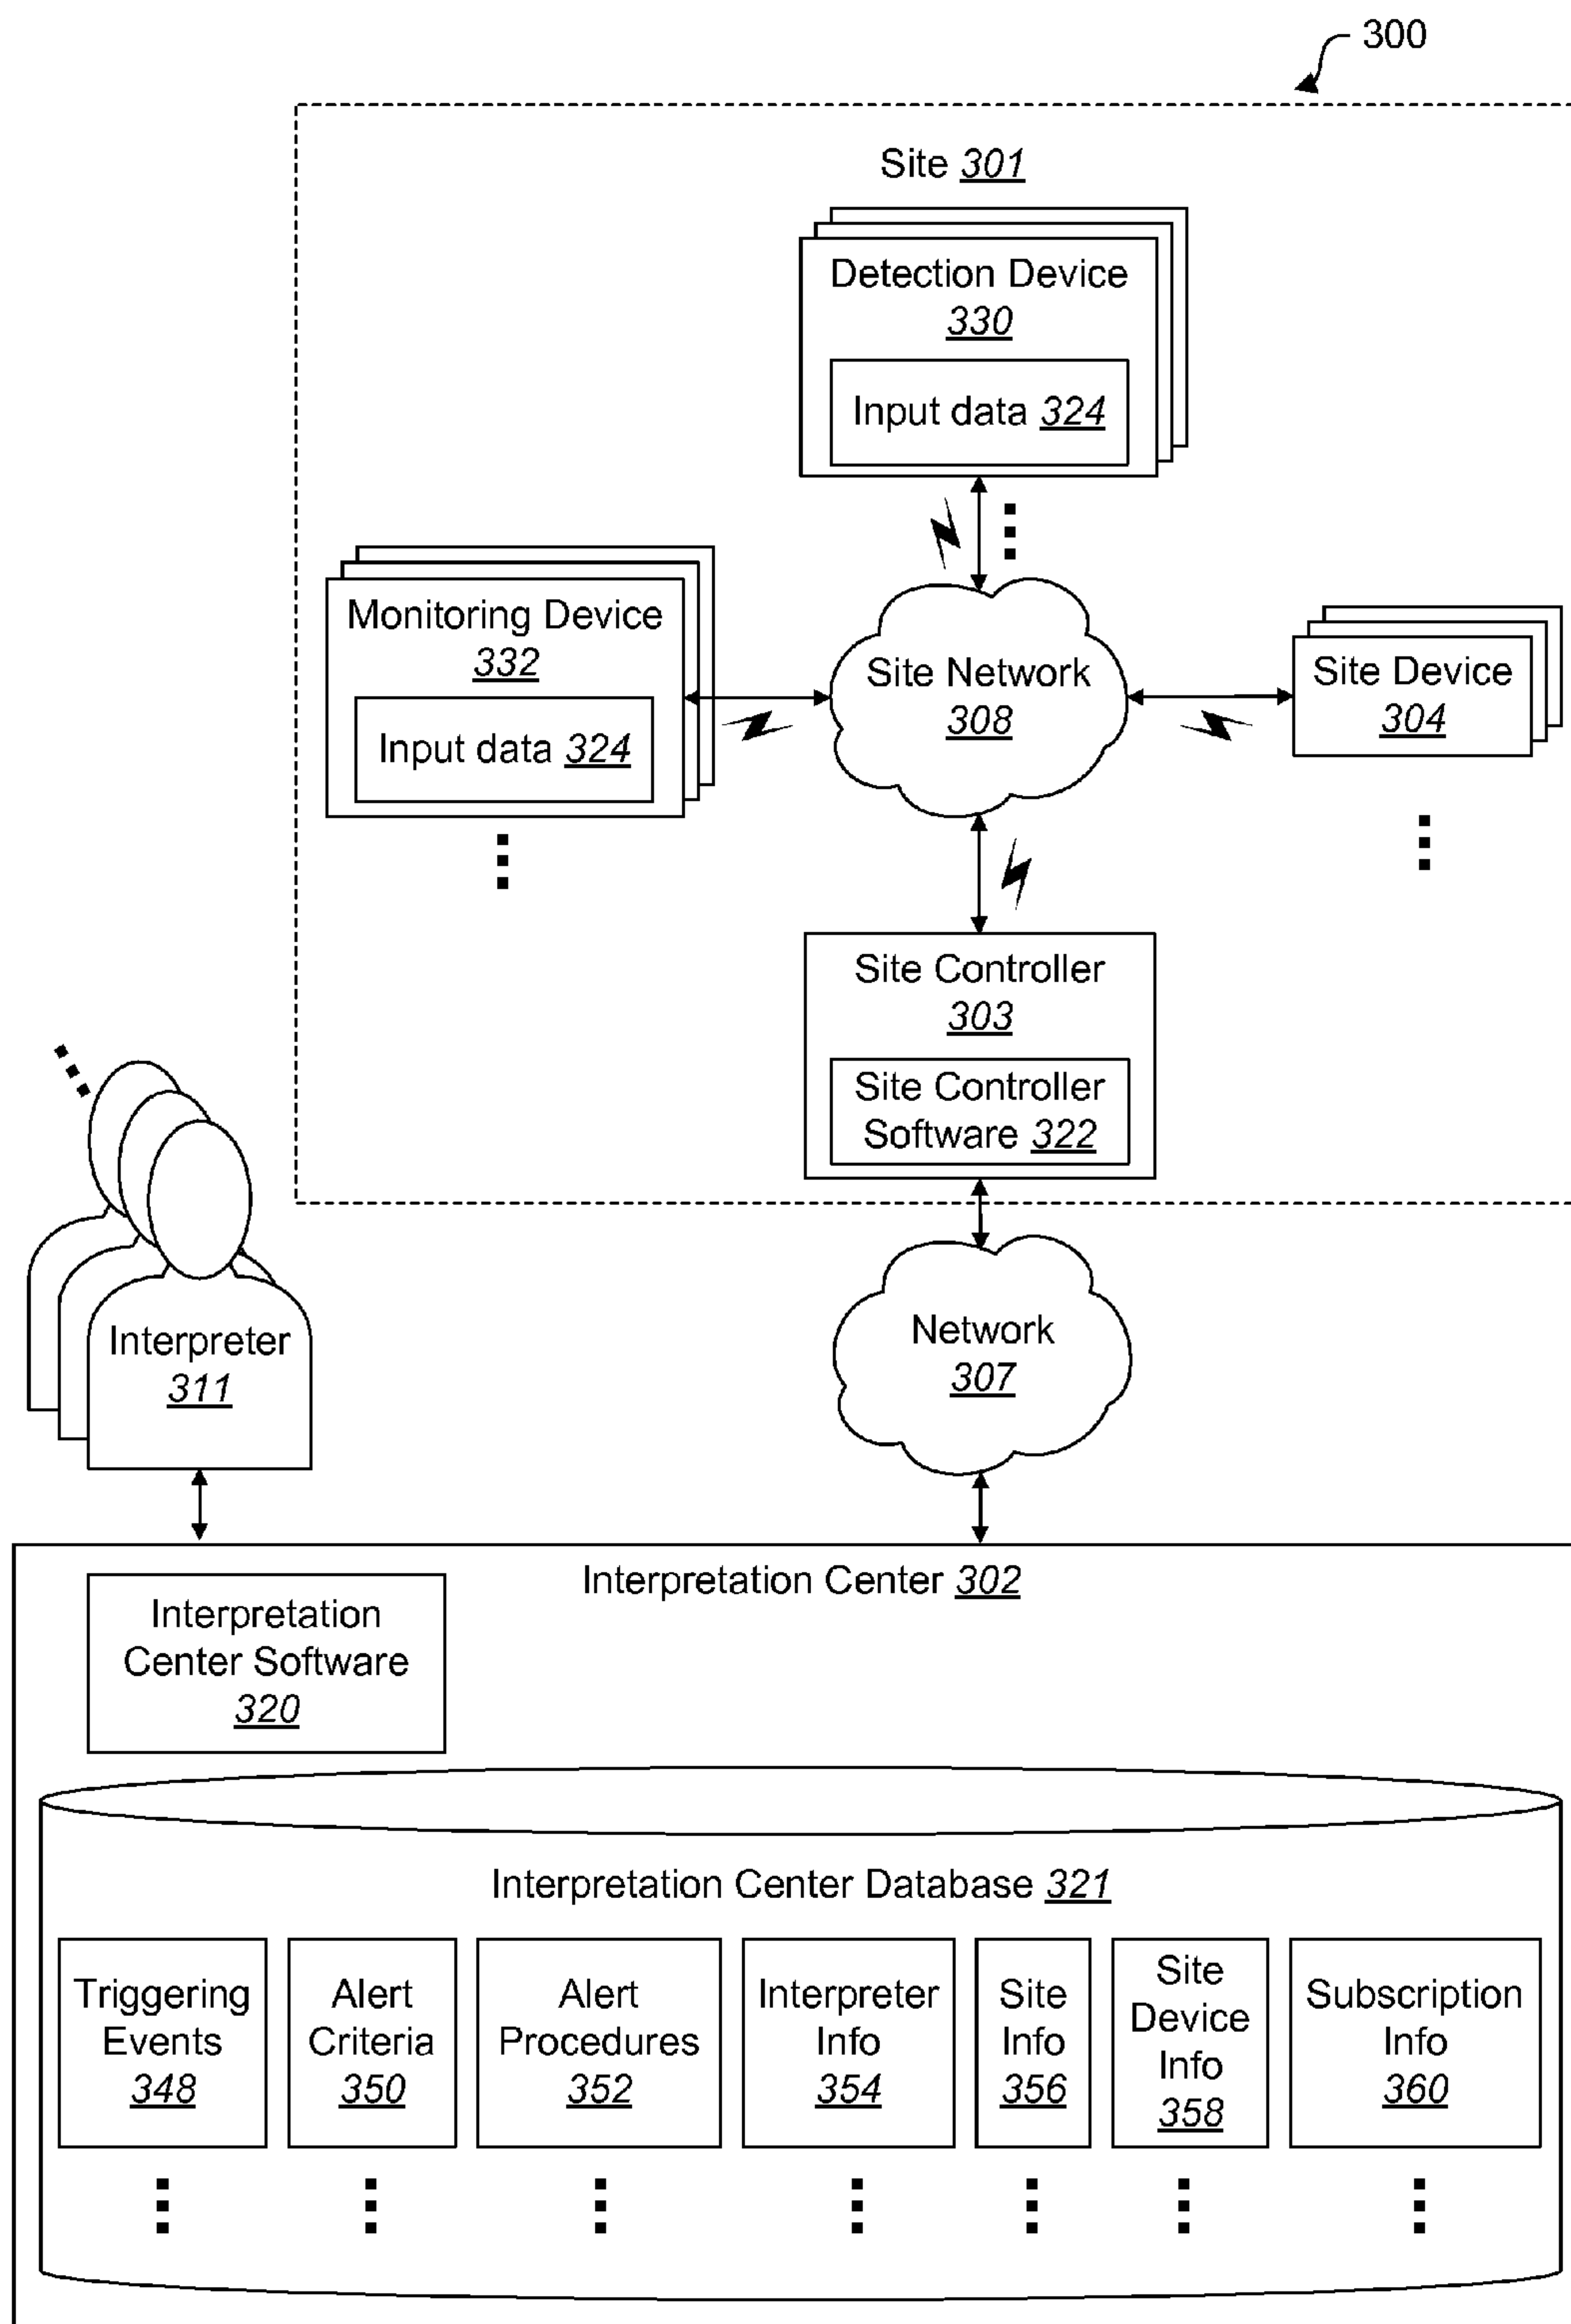 300
Site 301
Detection Device
330
Input data 324
Monitoring Device
332
Input data 324
Site Network
308
Site Device
304
Site Controller
303
Site Controller
Software 322
Interpreter
311
Network
307
Interpretation Center 302
Interpretation
Center Software
320
Interpretation Center Database 321
Triggering
Events
348
Alert
Criteria
350
Alert
Procedures
352
Interpreter
Info
354
Site
Info
356
Site
Device
Info
358
Subscription
Info
360